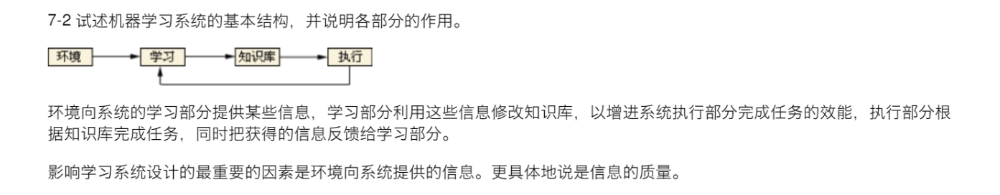 7-2 试述机器学习系统的基本结构，并说明各部分的作用。
环境 学习 知识库 执行
环境向系统的学习部分提供某些信息，学习部分利用这些信息修改知识库，以增进系统执行部分完成任务的效能，执行部分根
据知识库完成任务，同时把获得的信息反馈给学习部分。
影响学习系统设计的最重要的因素是环境向系统提供的信息。更具体地说是信息的质量。